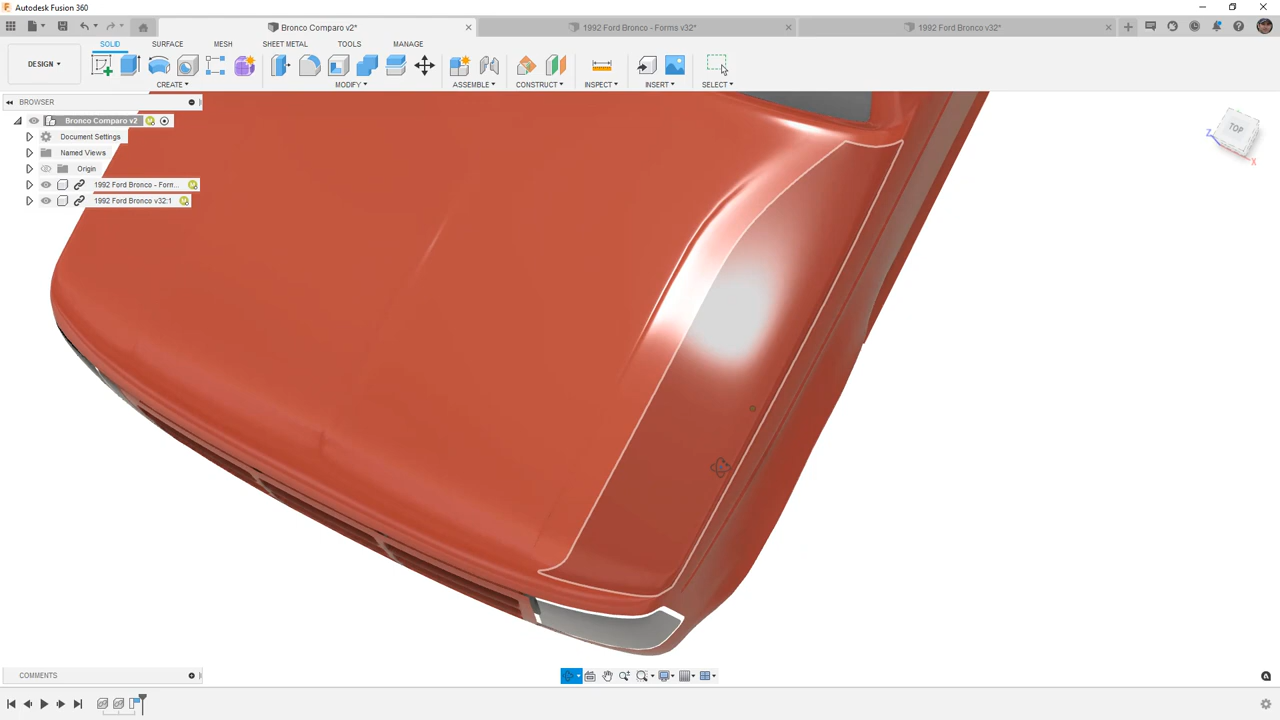 Autodesk Fusion 360
Bronco Comparo v2*
1992 Ford Bronco - Forms v32*
1992 Ford Bronco v32*
SOLID
SURFACE
MESH
SHEET METAL
TOOLS
MANAGE
DESIGN
CREATE
MODIFY
ASSEMBLE
CONSTRUCT
INSPECT
INSERT
SELECT
BROWSER
Bronco Comparo v2
Document Settings
Named Views
Origin
1992 Ford Bronco - Form...
1992 Ford Bronco v32:1
TOP
Z
X
COMMENTS